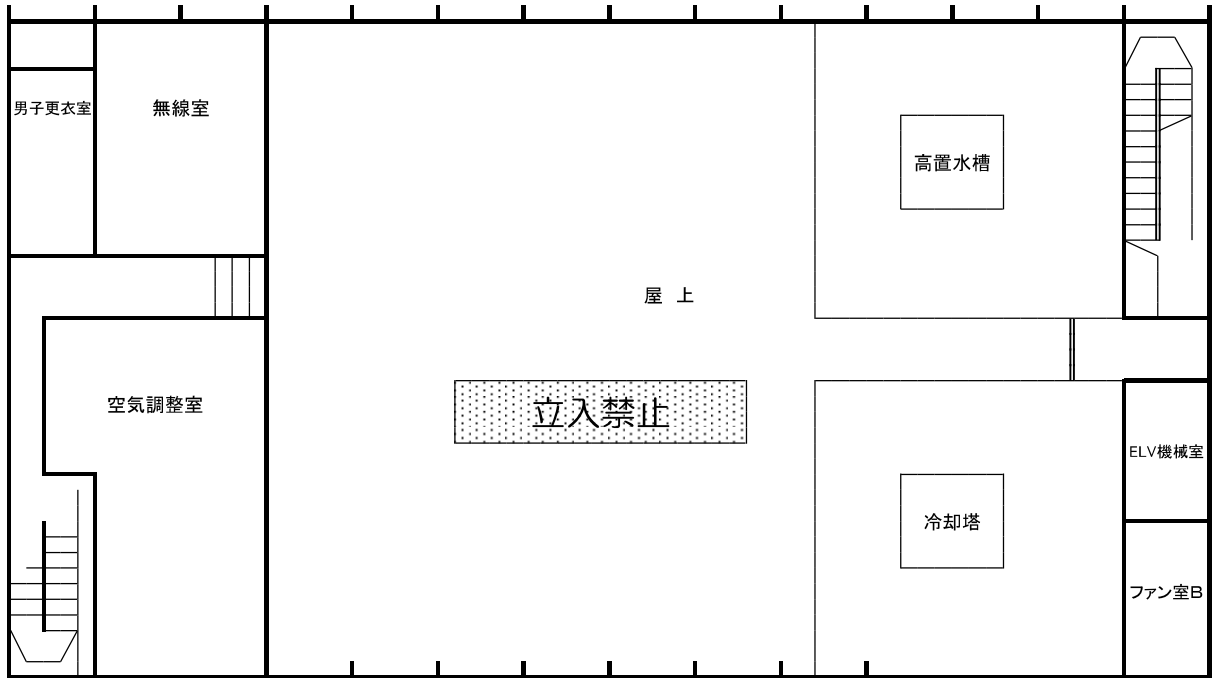 男子更衣室
無線室
高置水槽
屋 上
空気調整室
立入禁止
ELV機械室
冷却塔
ファン室B